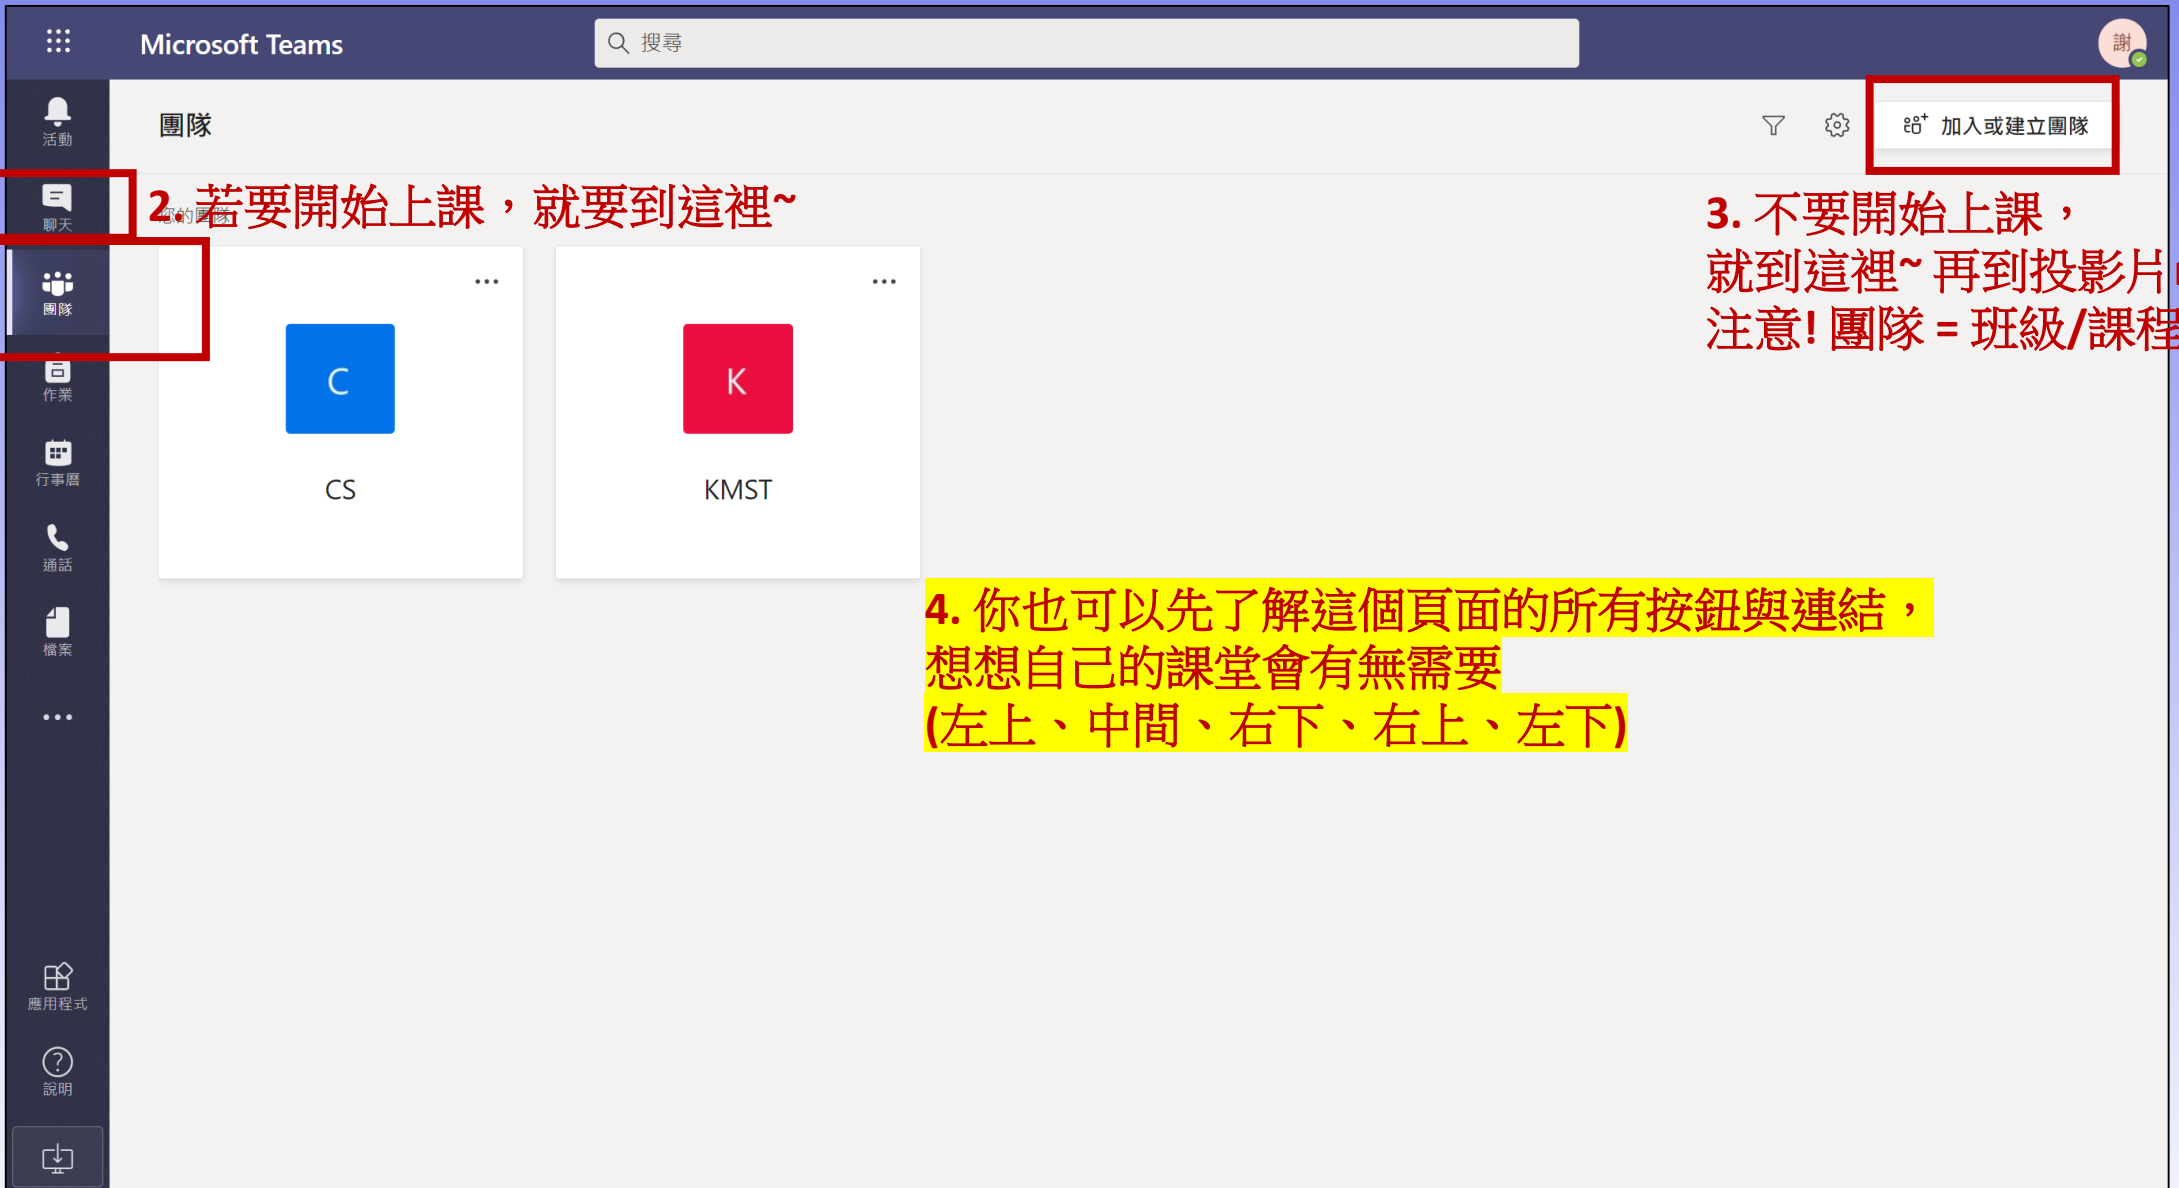 Microsoft Teams
搜尋
謝
活動
團隊
加入或建立團隊
聊天
2. 若要開始上課，就要到這裡~
您的團隊
3. 不要開始上課，
就到這裡~ 再到投影片
注意! 團隊 = 班級/課程
團隊
作業
行事曆
通話
檔案
C
CS
K
KMST
4. 你也可以先了解這個頁面的所有按鈕與連結，
想想自己的課堂會有無需要
(左上、中間、右下、右上、左下)
應用程式
說明